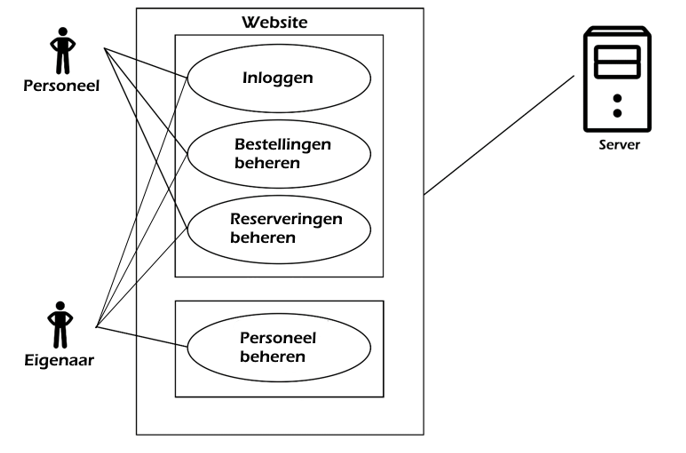 Website
Personeel
Inloggen
Bestellingen
beheren
Server
Reserveringen
beheren
Eigenaar
Personeel
beheren